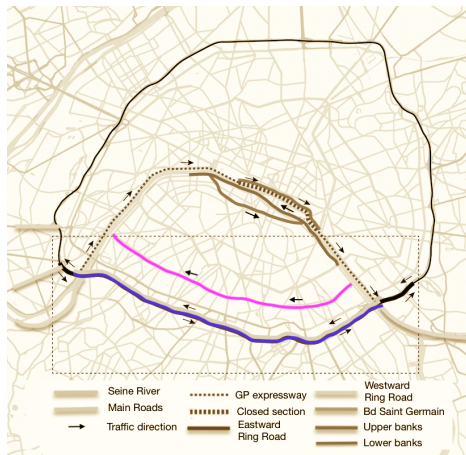 Seine River
Main Roads
Traffic direction
GP expressway
Closed section
Eastward
Ring Road
Westward
Ring Road
Bd Saint Germain
Upper banks
Lower banks